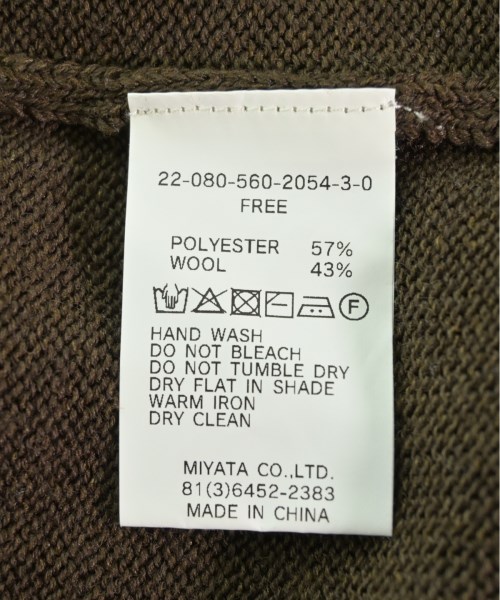 22-080-560-2054-3-0
FREE
POLYESTER 57%
WOOL 43%
F
HAND WASH
DO NOT BLEACH
DO NOT TUMBLE DRY
DRY FLAT IN SHADE
WARM IRON
DRY CLEAN
MIYATA CO.,LTD.
81(3)6452-2383
MADE IN CHINA